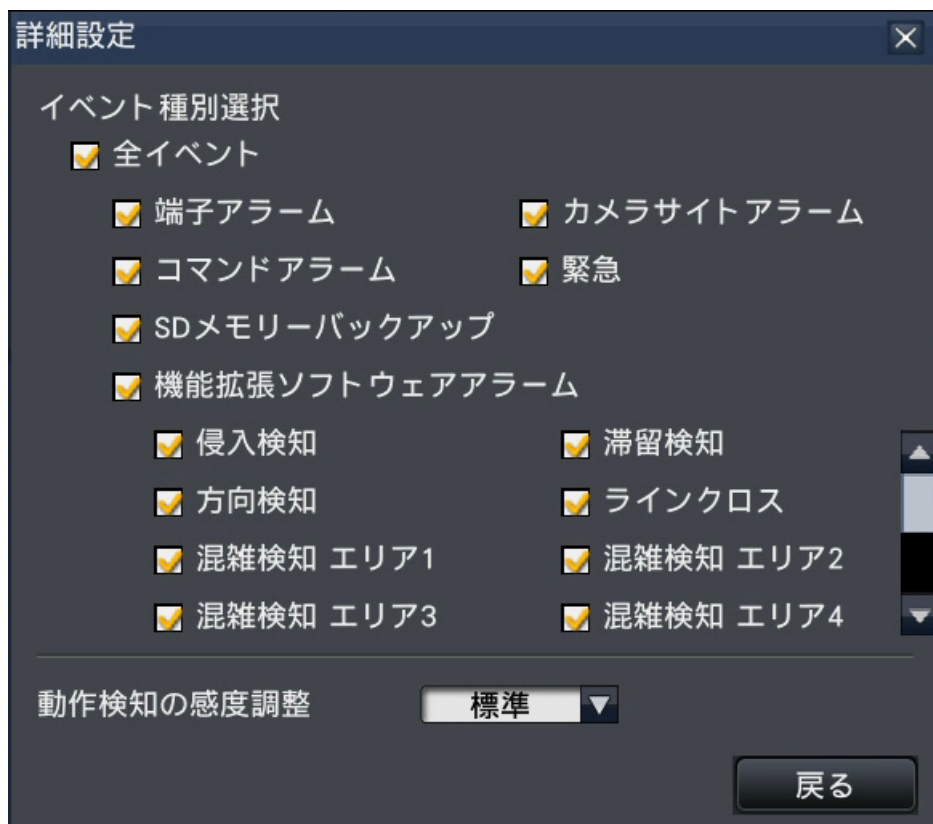 詳細設定
イベント種別選択
全イベント
端子アラーム カメラサイトアラーム
コマンドアラーム 緊急
SDメモリーバックアップ
機能拡張ソフトウェアアラーム
侵入検知 滞留検知
方向検知 ラインクロス
混雑検知 エリア1 混雑検知 エリア2
混雑検知 エリア3 混雑検知 エリア4
動作検知の感度調整 標準
戻る